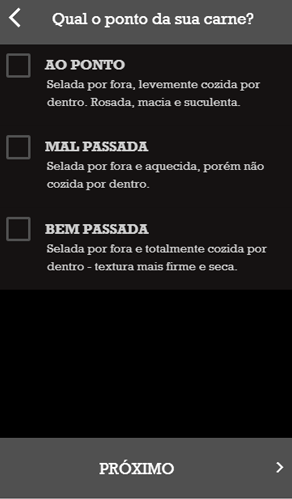 Qual o ponto da sua carne?
AO PONTO
Selada por fora, levemente cozida por
dentro. Rosada, macia e suculenta.
MAL PASSADA
Selada por fora e aquecida, porém não
cozida por dentro.
BEM PASSADA
Selada por fora e totalmente cozida por
dentro - textura mais firme e seca.
PRÓXIMO